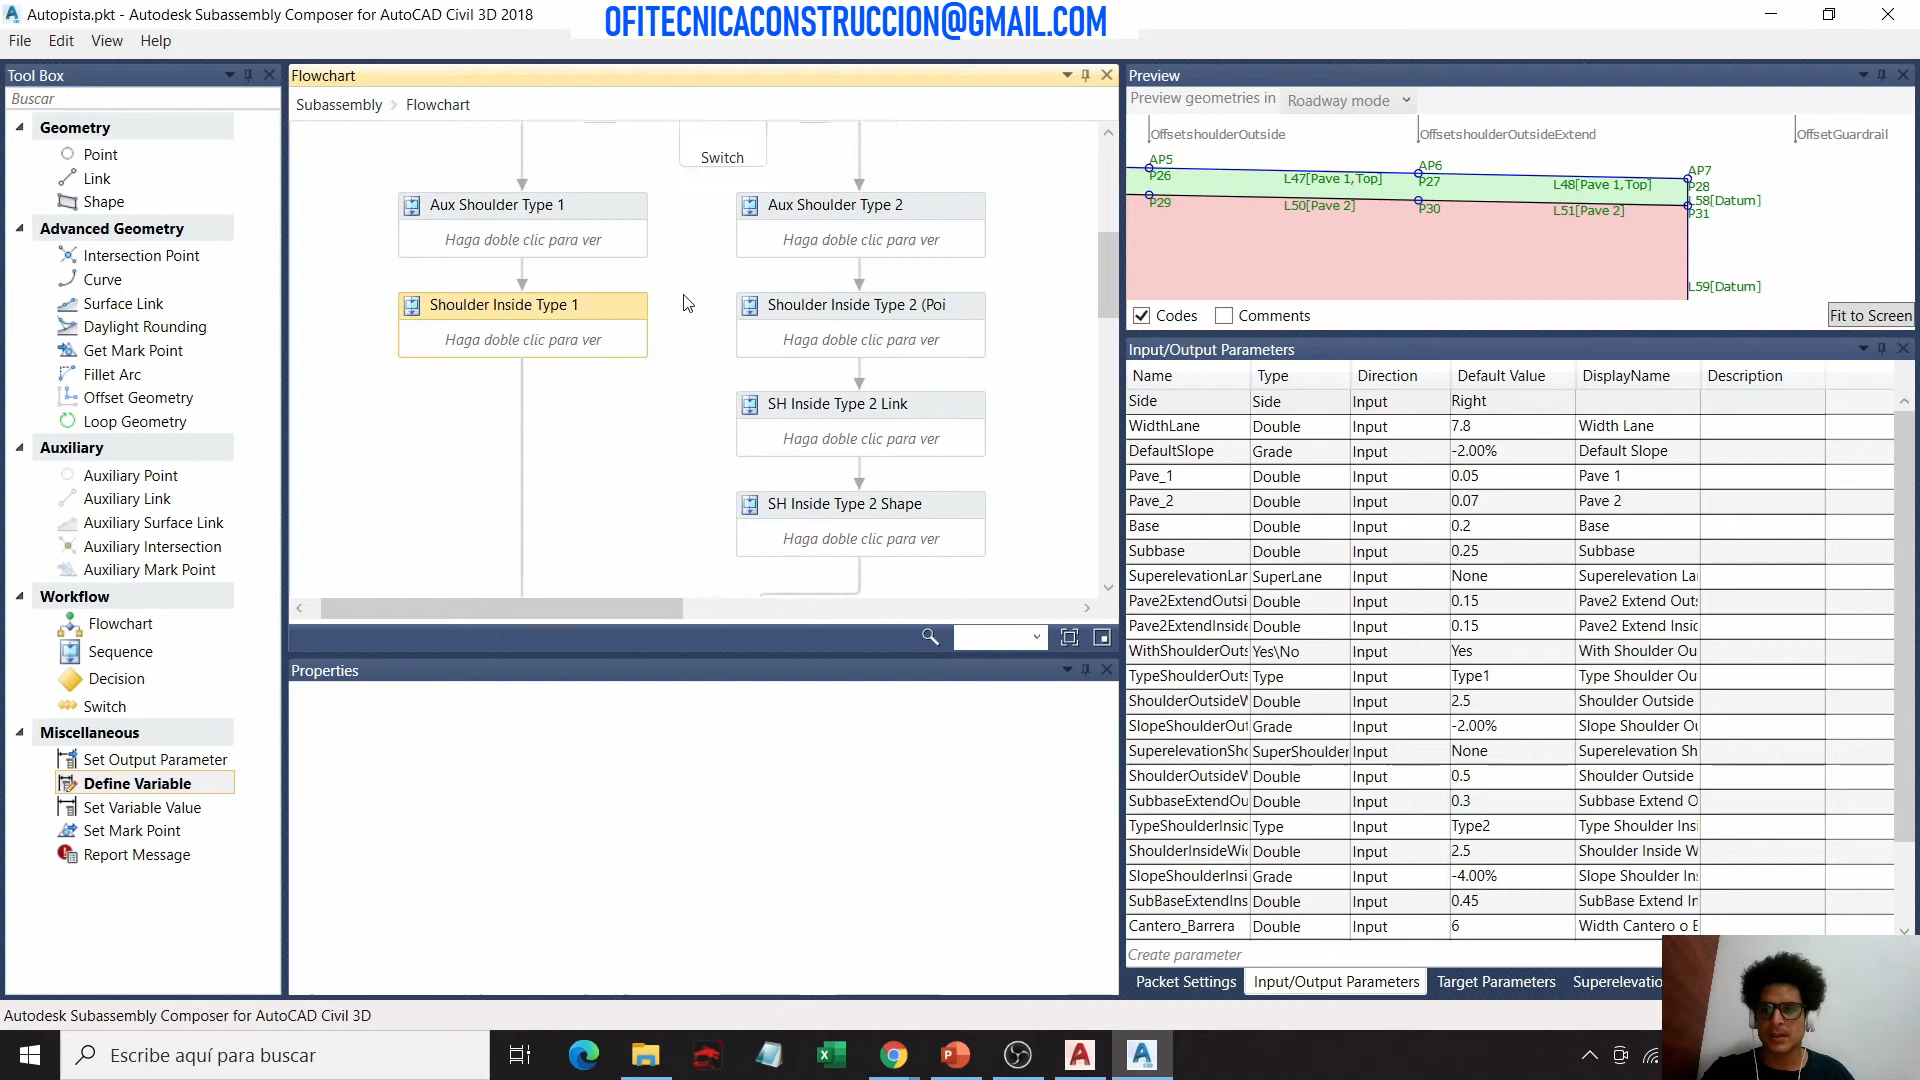 Autopista.pkt - Autodesk Subassembly Composer for AutoCAD Civil 3D 2018
OFITECNICACONSTRUCCION@GMAIL.COM
File Edit View Help
Tool Box
Buscar
Geometry
Point
Link
Shape
Advanced Geometry
Intersection Point
Curve
Surface Link
Daylight Rounding
Get Mark Point
Fillet Arc
Offset Geometry
Loop Geometry
Auxiliary
Auxiliary Point
Auxiliary Link
Auxiliary Surface Link
Auxiliary Intersection
Auxiliary Mark Point
Workflow
Flowchart
Sequence
Decision
Switch
Miscellaneous
Set Output Parameter
Define Variable
Set Variable Value
Set Mark Point
Report Message
Flowchart
Subassembly > Flowchart
Switch
Aux Shoulder Type 1
Haga doble clic para ver
Aux Shoulder Type 2
Haga doble clic para ver
Shoulder Inside Type 1
Haga doble clic para ver
Shoulder Inside Type 2 (Poi
Haga doble clic para ver
SH Inside Type 2 Link
Haga doble clic para ver
SH Inside Type 2 Shape
Haga doble clic para ver
Properties
Preview
Preview geometries in Roadway mode
OffsetshoulderOutside
OffsetshoulderOutsideExtend
OffsetGuardrail
AP5
P26
L47[Pave 1,Top]
AP6
P27
L48[Pave 1,Top]
AP7
P28
L58[Datum]
P29
L50[Pave 2]
P30
L51[Pave 2]
P31
L59[Datum]
Codes Comments Fit to Screen
Input/Output Parameters
Name Type Direction Default Value DisplayName Description
Side Side Input Right
WidthLane Double Input 7.8 Width Lane
DefaultSlope Grade Input -2.00% Default Slope
Pave_1 Double Input 0.05 Pave 1
Pave_2 Double Input 0.07 Pave 2
Base Double Input 0.2 Base
Subbase Double Input 0.25 Subbase
SuperelevationLar SuperLane Input None Superelevation La
Pave2ExtendOutsi Double Input 0.15 Pave2 Extend Out
Pave2ExtendInside Double Input 0.15 Pave2 Extend Insid
WithShoulderOuts Yes\No Input Yes With Shoulder Ou
TypeShoulderOuts Type Input Type1 Type Shoulder Ou
ShoulderOutsideW Double Input 2.5 Shoulder Outside
SlopeShoulderOut Grade Input -2.00% Slope Shoulder Ou
SuperelevationSho SuperShoulder Input None Superelevation Sh
ShoulderOutsideW Double Input 0.5 Shoulder Outside
SubbaseExtendOu Double Input 0.3 Subbase Extend O
TypeShoulderInsid Type Input Type2 Type Shoulder Insi
ShoulderInsideWid Double Input 2.5 Shoulder Inside W
SlopeShoulderInsi Grade Input -4.00% Slope Shoulder In
SubBaseExtendIns Double Input 0.45 SubBase Extend In
Cantero_Barrera Double Input 6 Width Cantero o B
Create parameter
Packet Settings Input/Output Parameters Target Parameters Superelevatio
Autodesk Subassembly Composer for AutoCAD Civil 3D
Escribe aquí para buscar